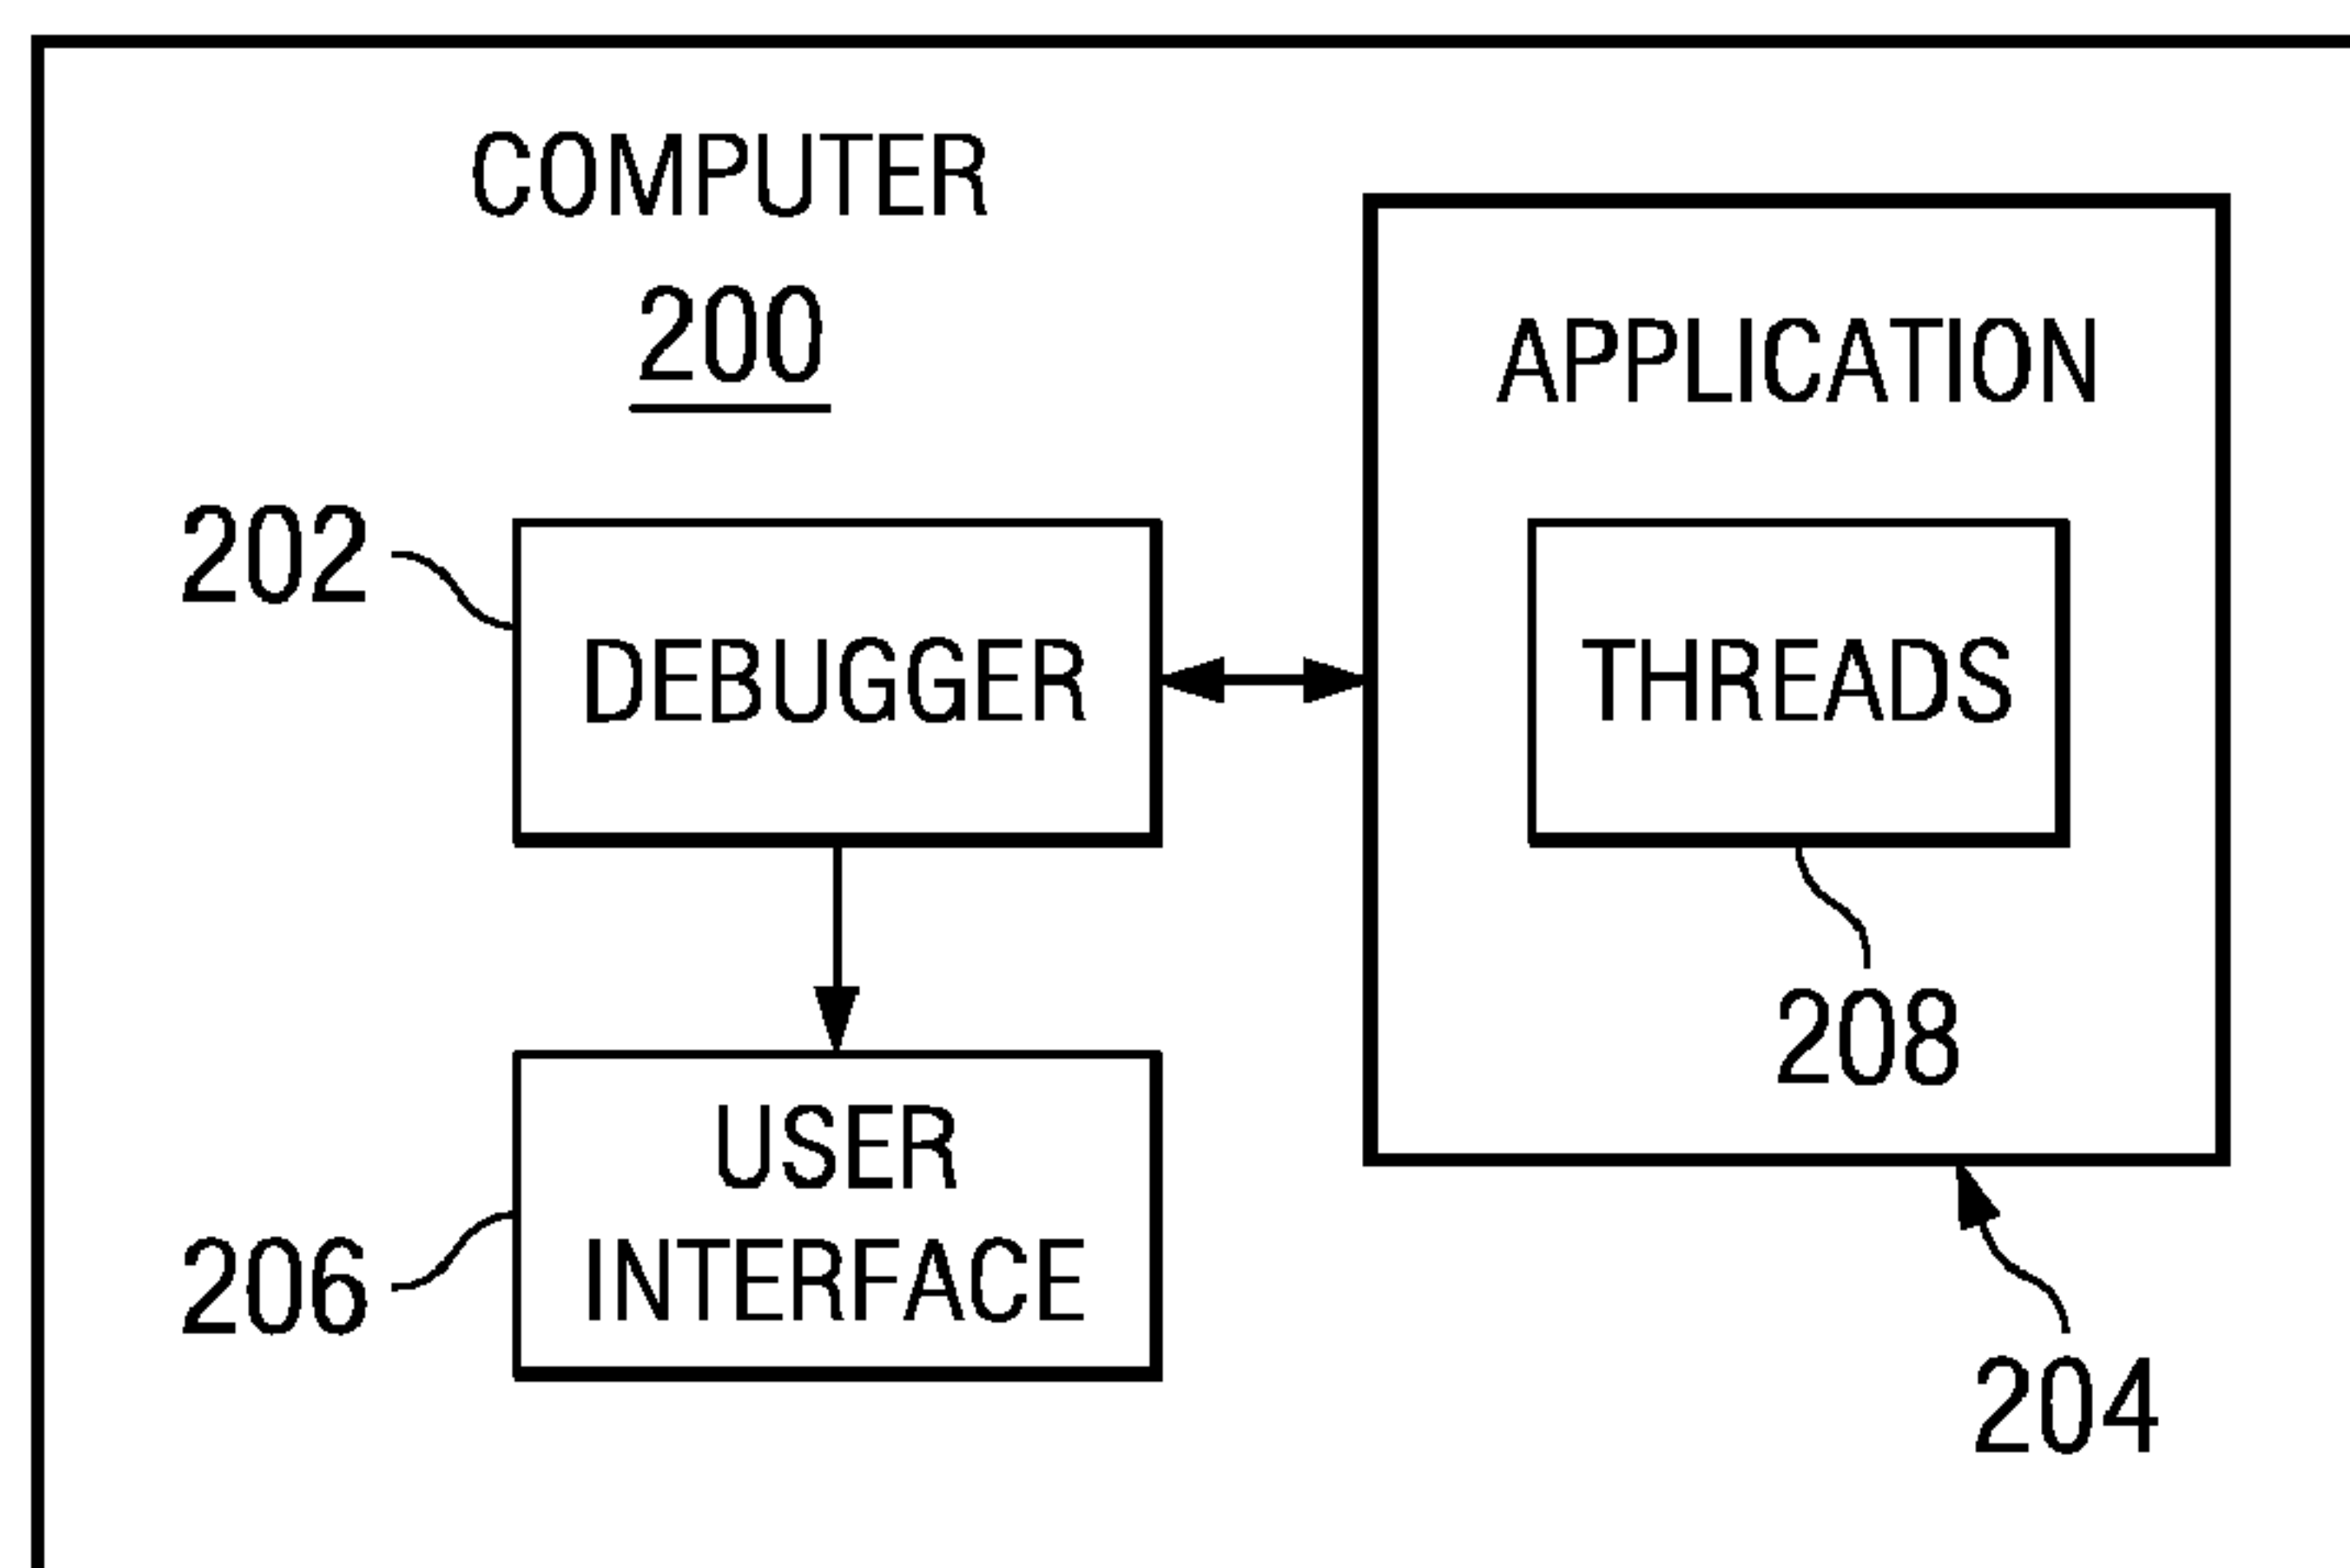 COMPUTER
200
APPLICATION
202
DEBUGGER
THREADS
208
USER
INTERFACE
206
204